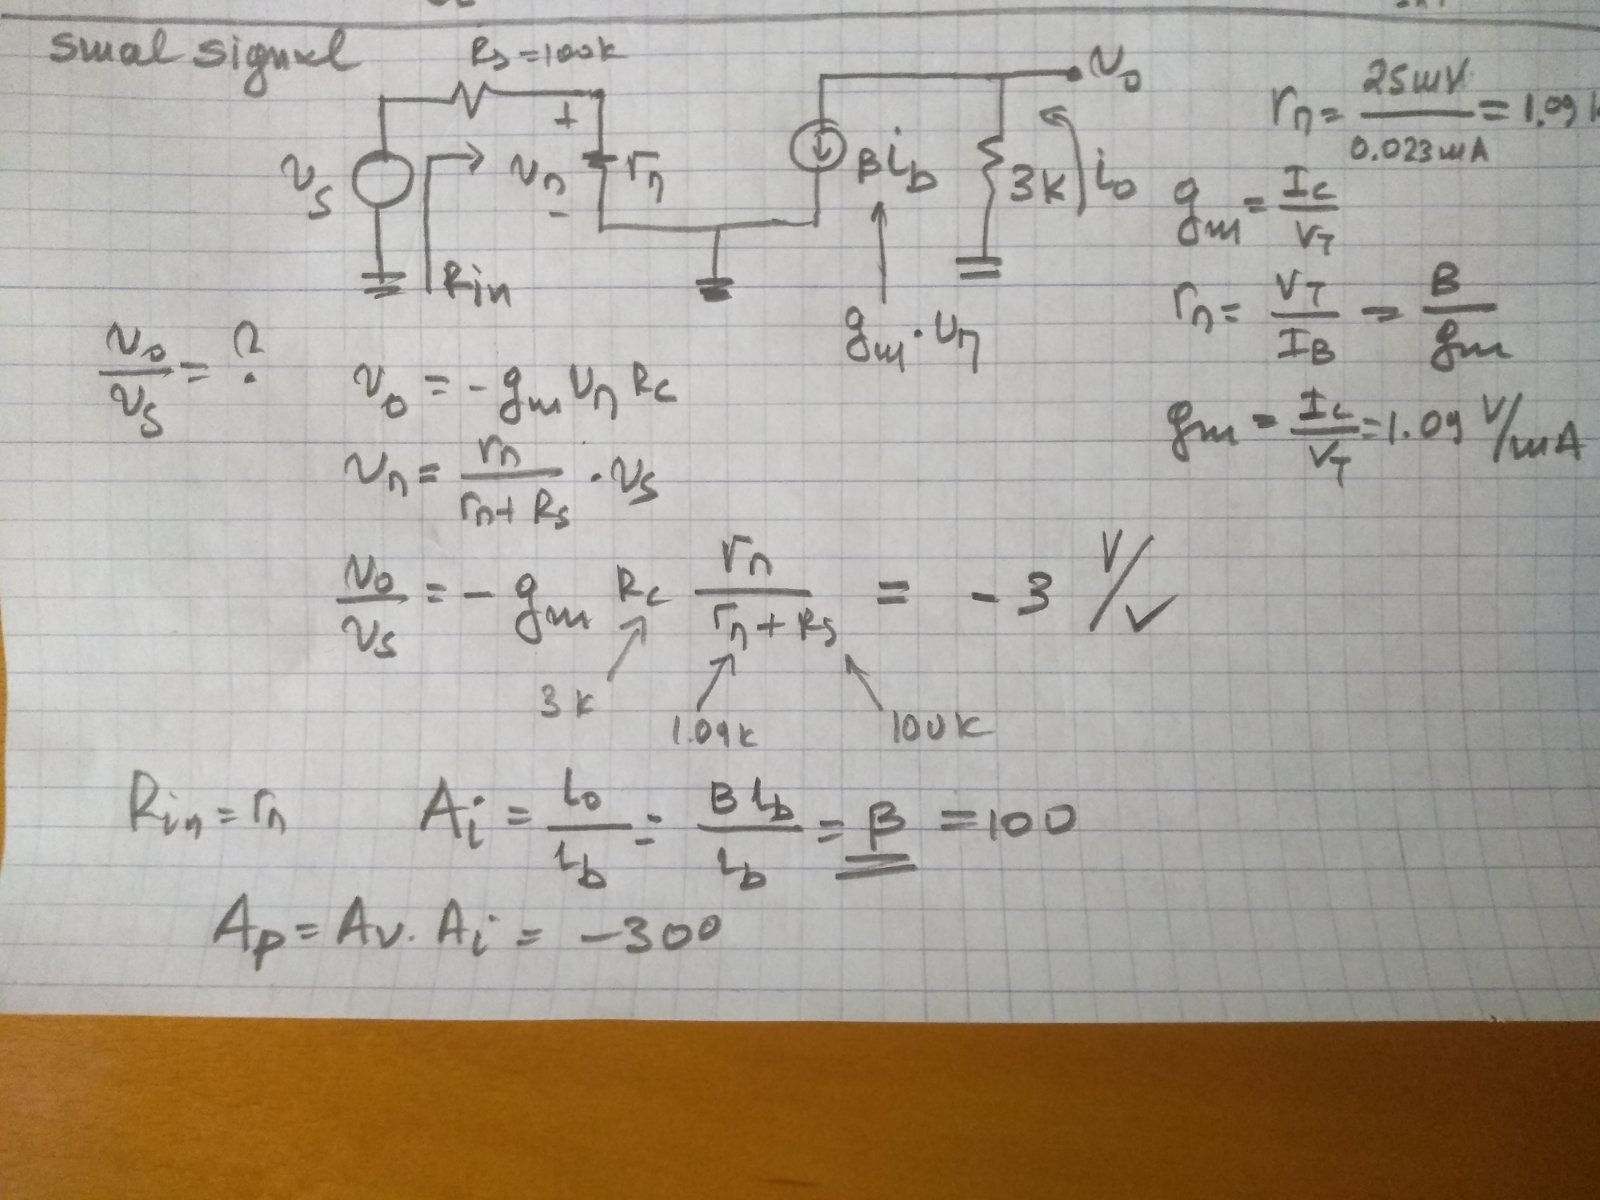 smal signal
Rs=100k
vo
+
vs
vπ
rπ
-
Bib
3K
io
Rin
gm·vπ
rπ= 25mV/0.023mA = 1.09k
gm= Ic/VT
rπ= VT/IB = B/gm
gm = Ic/VT = 1.09 V/mA
vo/vs = ?
vo = -gm vπ Rc
vπ = rπ/(rπ+Rs) · vs
vo/vs = - gm Rc rπ/(rπ+Rs) = -3 V/V
3K
1.09k
100K
Rin = rπ
Ai = io/ib = Bib/ib = B = 100
Ap = Av. Ai = -300